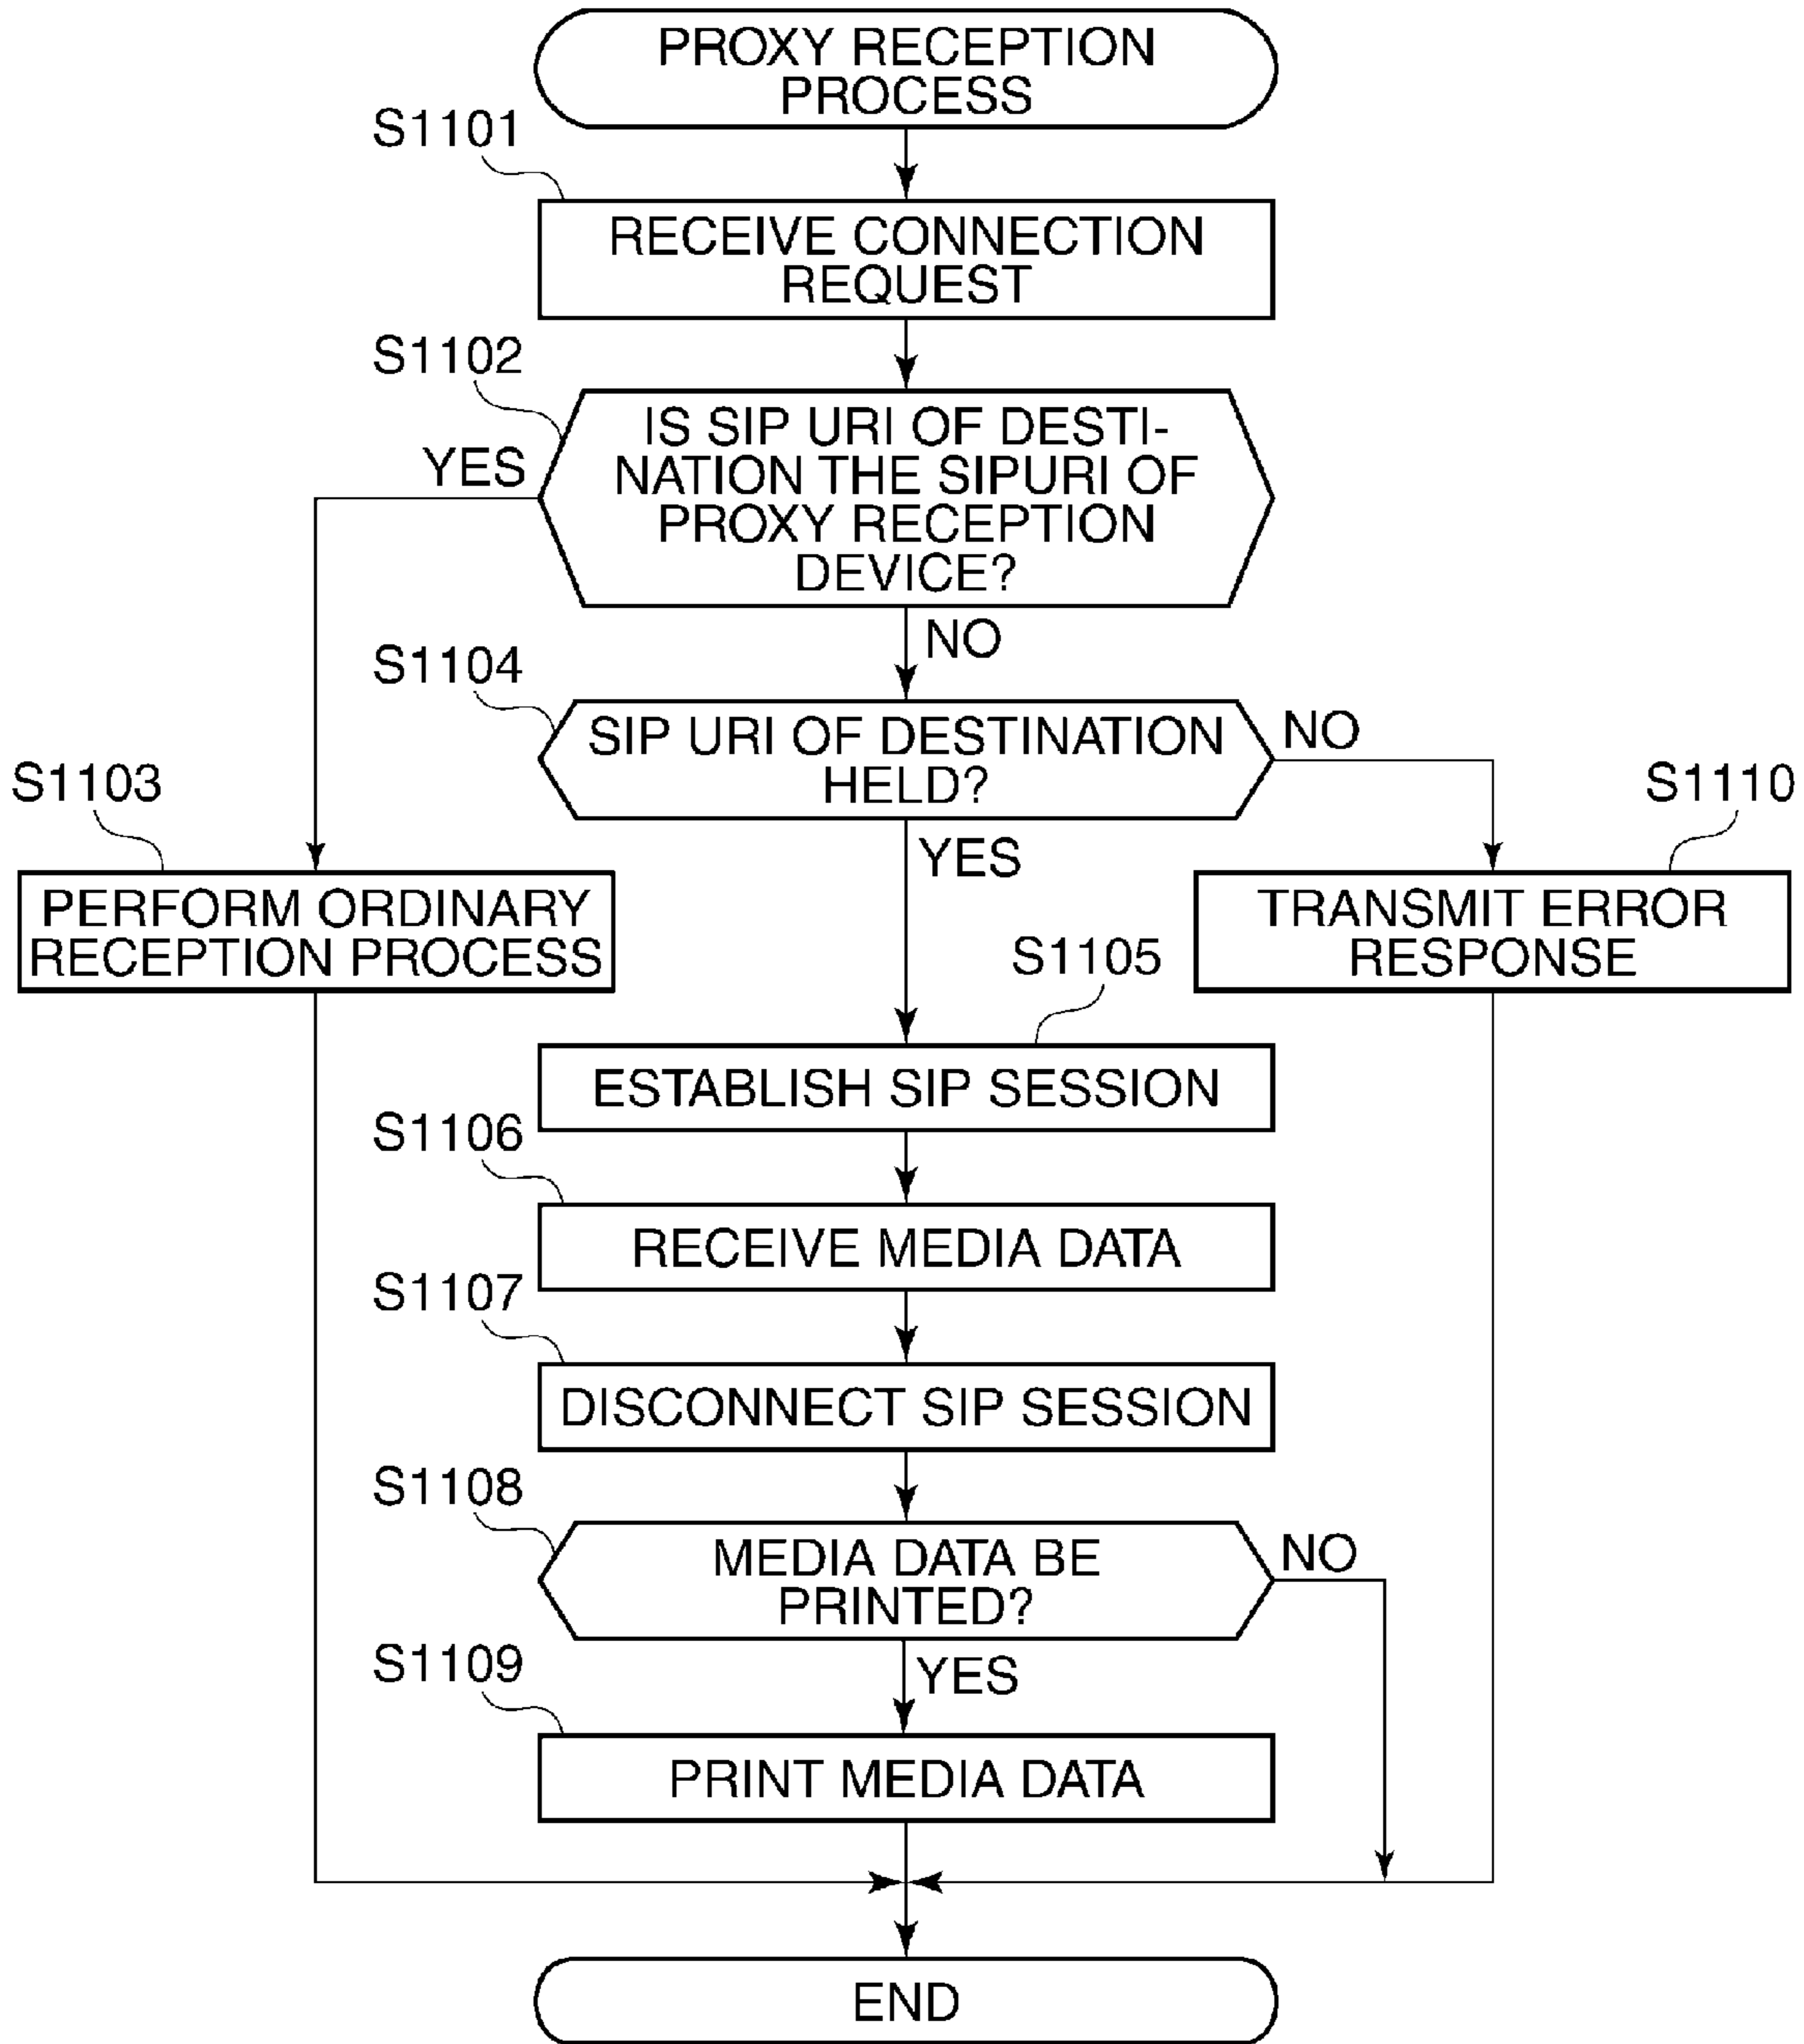 PROXY RECEPTION
PROCESS
S1101
RECEIVE CONNECTION
REQUEST
S1102
IS SIP URI OF DESTI-
NATION THE SIPURI OF
PROXY RECEPTION
DEVICE?
YES
NO
S1104
SIP URI OF DESTINATION
HELD?
NO
YES
S1103
PERFORM ORDINARY
RECEPTION PROCESS
S1110
TRANSMIT ERROR
RESPONSE
S1105
ESTABLISH SIP SESSION
S1106
RECEIVE MEDIA DATA
S1107
DISCONNECT SIP SESSION
S1108
MEDIA DATA BE
PRINTED?
NO
YES
S1109
PRINT MEDIA DATA
END